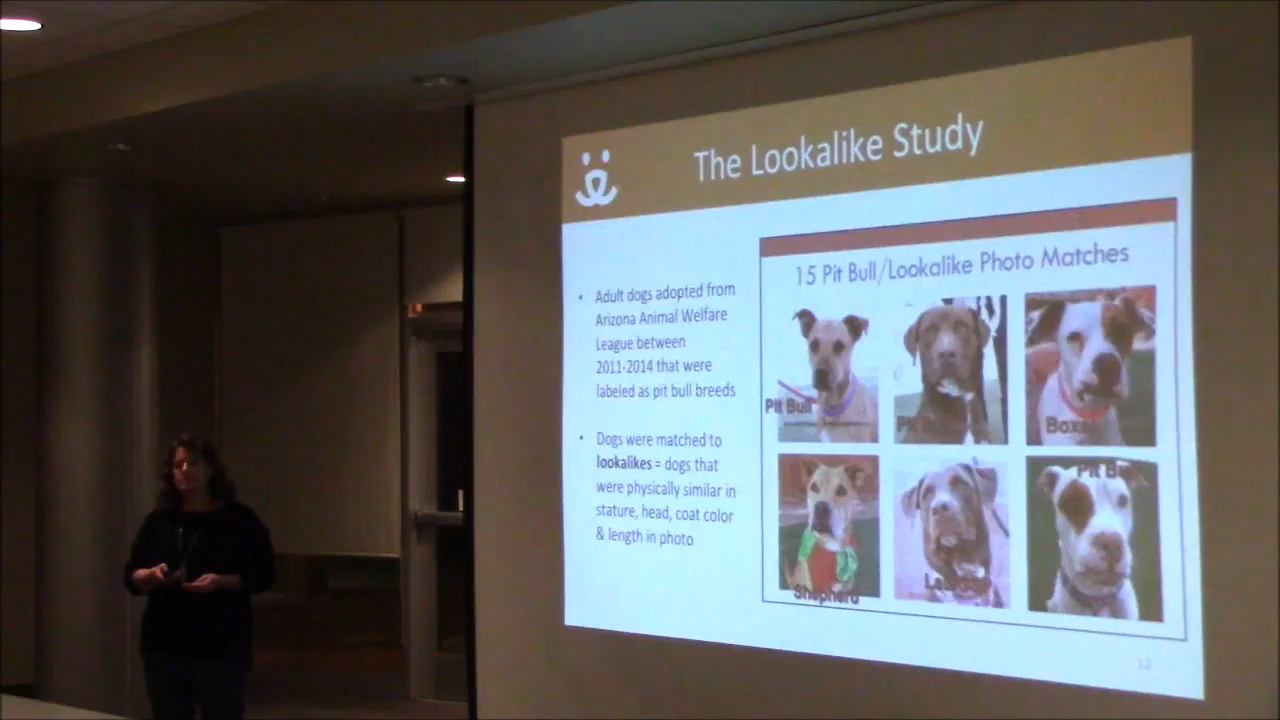 The Lookalike Study
• Adult dogs adopted from
Arizona Animal Welfare
League between
2011-2014 that were
labeled as pit bull breeds
• Dogs were matched to
lookalikes = dogs that
were physically similar in
stature, head, coat color
& length in photo
15 Pit Bull/Lookalike Photo Matches
Pit Bull
Boxer
Shepherd
Pit B
12